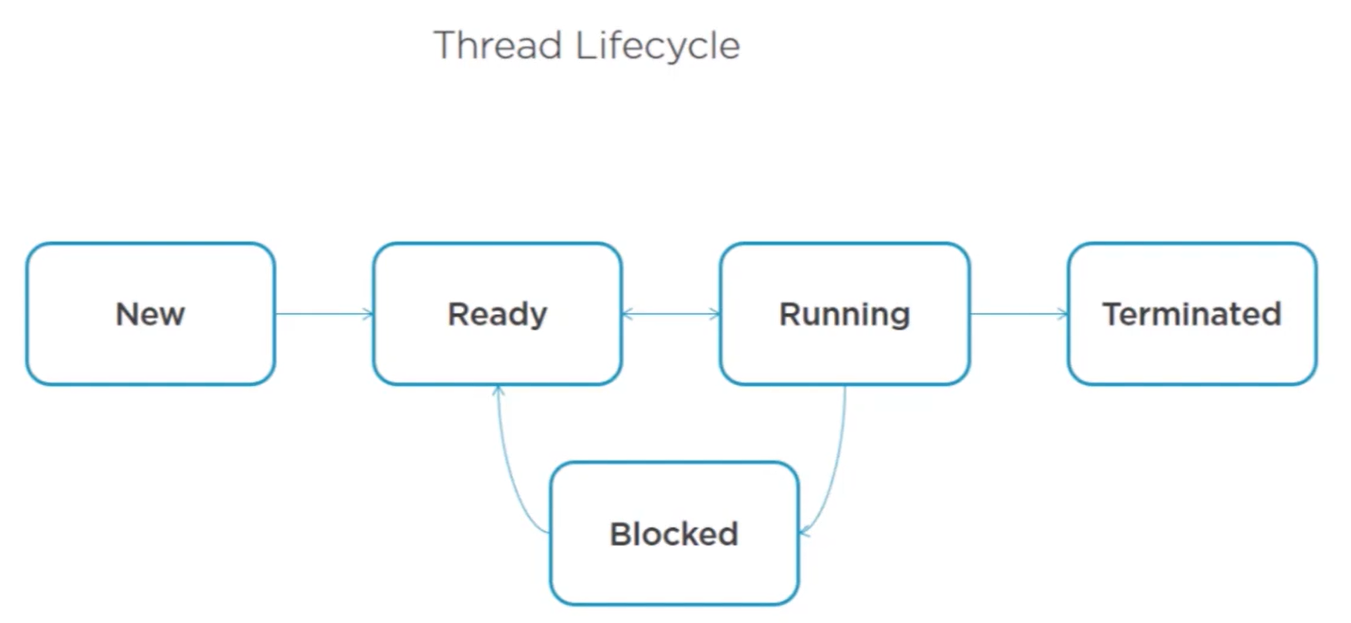 Thread Lifecycle
New
Ready
Running
Terminated
Blocked